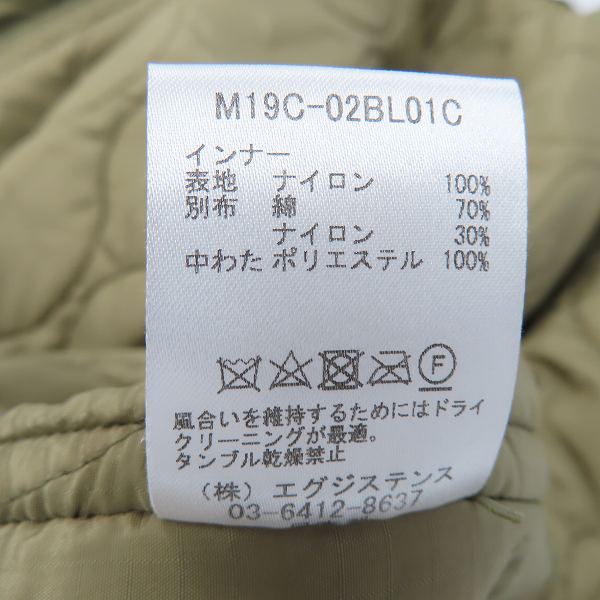 M19C-02BL01C
インナー
表地 ナイロン 100%
別布 綿 70%
ナイロン 30%
中わた ポリエステル 100%
F
風合いを維持するためにはドライ
クリーニングが最適。
タンブル乾燥禁止
(株) エグジステンス
03-6412-8637